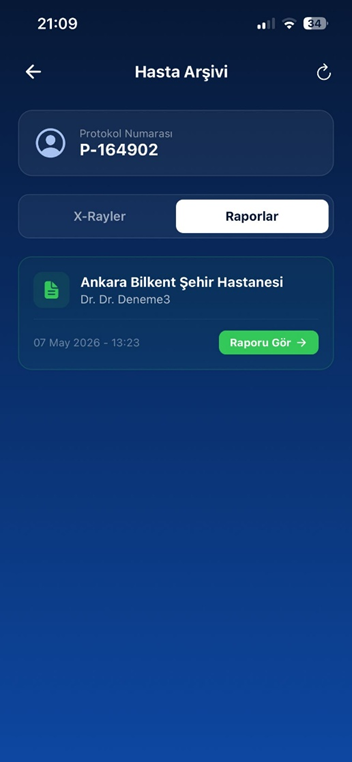 21:09
34
Hasta Arşivi
Protokol Numarası
P-164902
X-Rayler
Raporlar
Ankara Bilkent Şehir Hastanesi
Dr. Dr. Deneme3
07 May 2026 - 13:23
Raporu Gör →